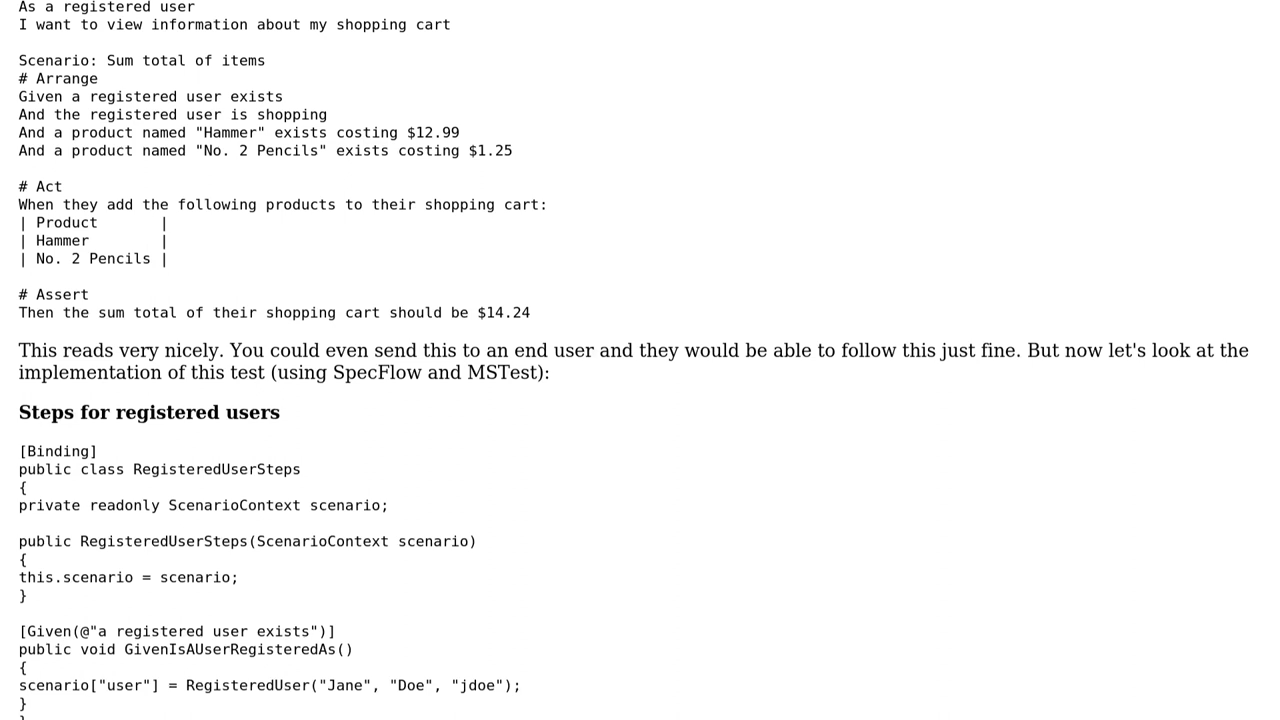 As a registered user
I want to view information about my shopping cart
Scenario: Sum total of items
# Arrange
Given a registered user exists
And the registered user is shopping
And a product named "Hammer" exists costing $12.99
And a product named "No. 2 Pencils" exists costing $1.25
# Act
When they add the following products to their shopping cart:
| Product       |
| Hammer        |
| No. 2 Pencils |
# Assert
Then the sum total of their shopping cart should be $14.24
This reads very nicely. You could even send this to an end user and they would be able to follow this just fine. But now let's look at the
implementation of this test (using SpecFlow and MSTest):
Steps for registered users
[Binding]
public class RegisteredUserSteps
{
private readonly ScenarioContext scenario;
public RegisteredUserSteps(ScenarioContext scenario)
{
this.scenario = scenario;
}
[Given(@"a registered user exists")]
public void GivenIsAUserRegisteredAs()
{
scenario["user"] = RegisteredUser("Jane", "Doe", "jdoe");
}